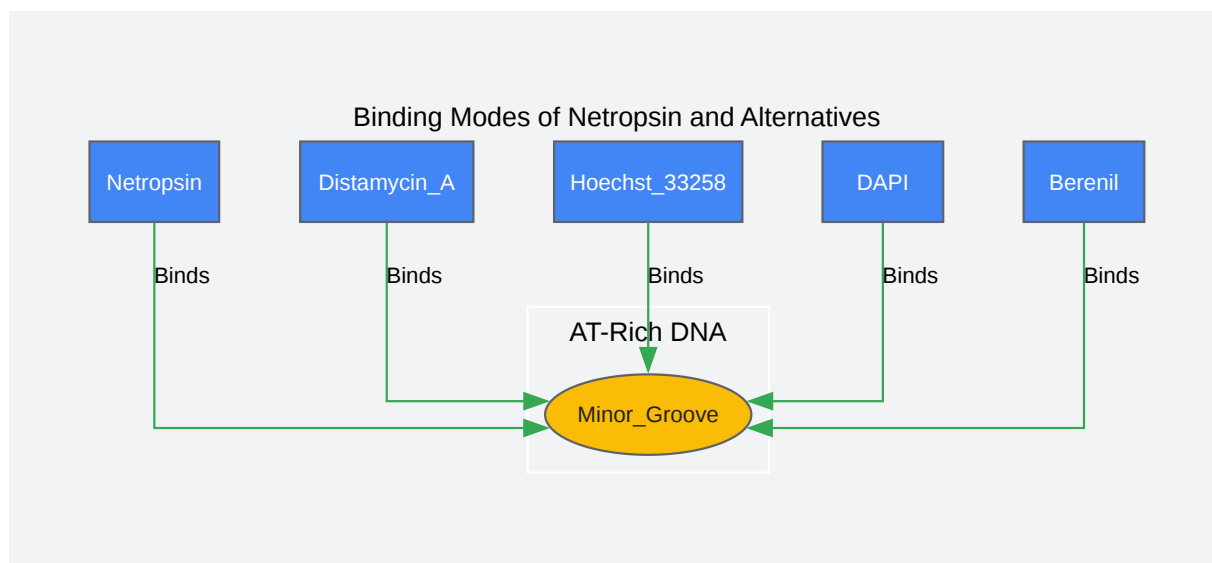 Binding Modes of Netropsin and Alternatives
Netropsin
Distamycin_A
Hoechst_33258
DAPI
Berenil
Binds
Binds
Binds
Binds
Binds
AT-Rich DNA
Minor_Groove